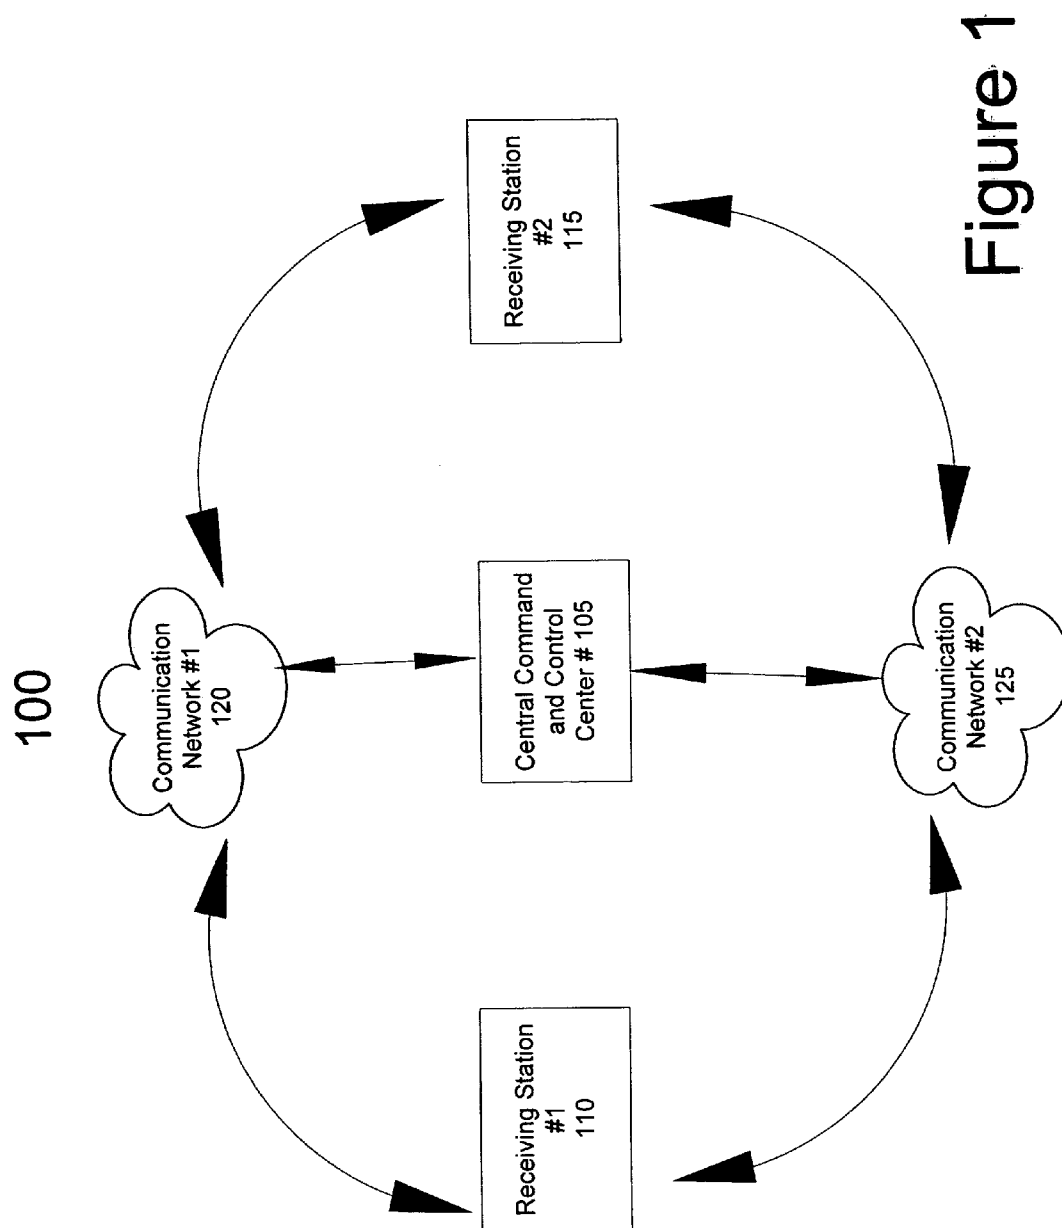 100
Communication
Network #1
120
Receiving Station
#1
110
Central Command
and Control
Center # 105
Receiving Station
#2
115
Communication
Network #2
125
Figure 1